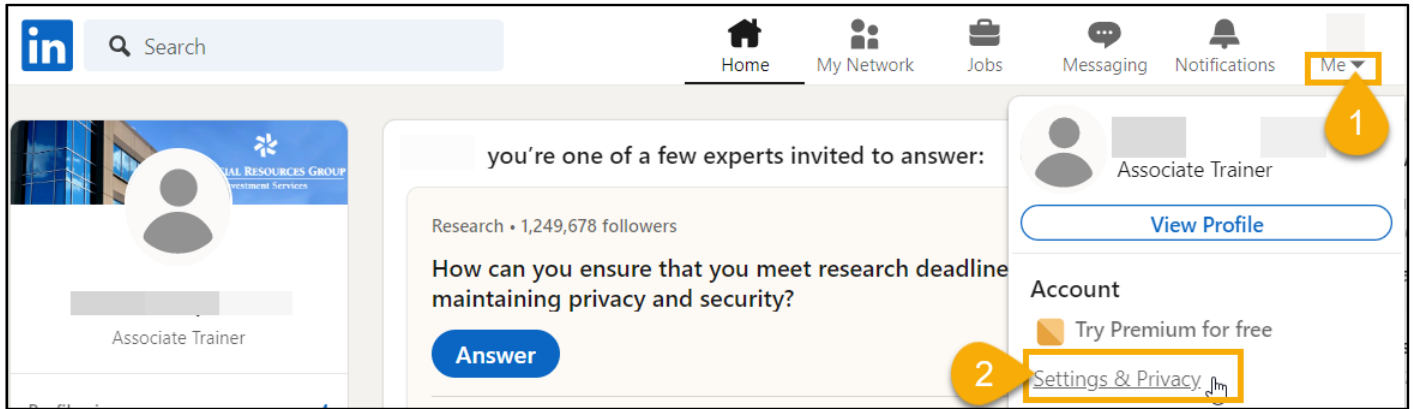 in Search
Home My Network Jobs Messaging Notifications Me
1
RESOURCES GROUP
Investment Services
Associate Trainer
you're one of a few experts invited to answer:
Research • 1,249,678 followers
How can you ensure that you meet research deadline
maintaining privacy and security?
Answer
Associate Trainer
View Profile
Account
Try Premium for free
2 Settings & Privacy